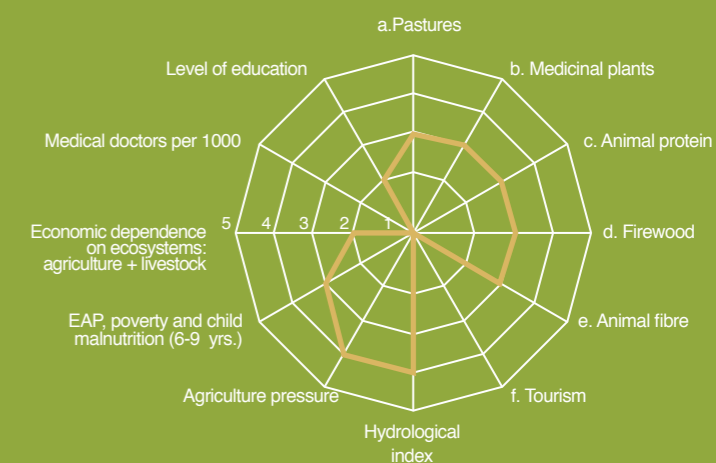 a.Pastures
b. Medicinal plants
c. Animal protein
d. Firewood
e. Animal fibre
f. Tourism
Hydrological
index
Agriculture pressure
EAP, poverty and child
malnutrition (6-9 yrs.)
Economic dependence
on ecosystems:
agriculture + livestock
Medical doctors per 1000
Level of education
5 4 3 2 1